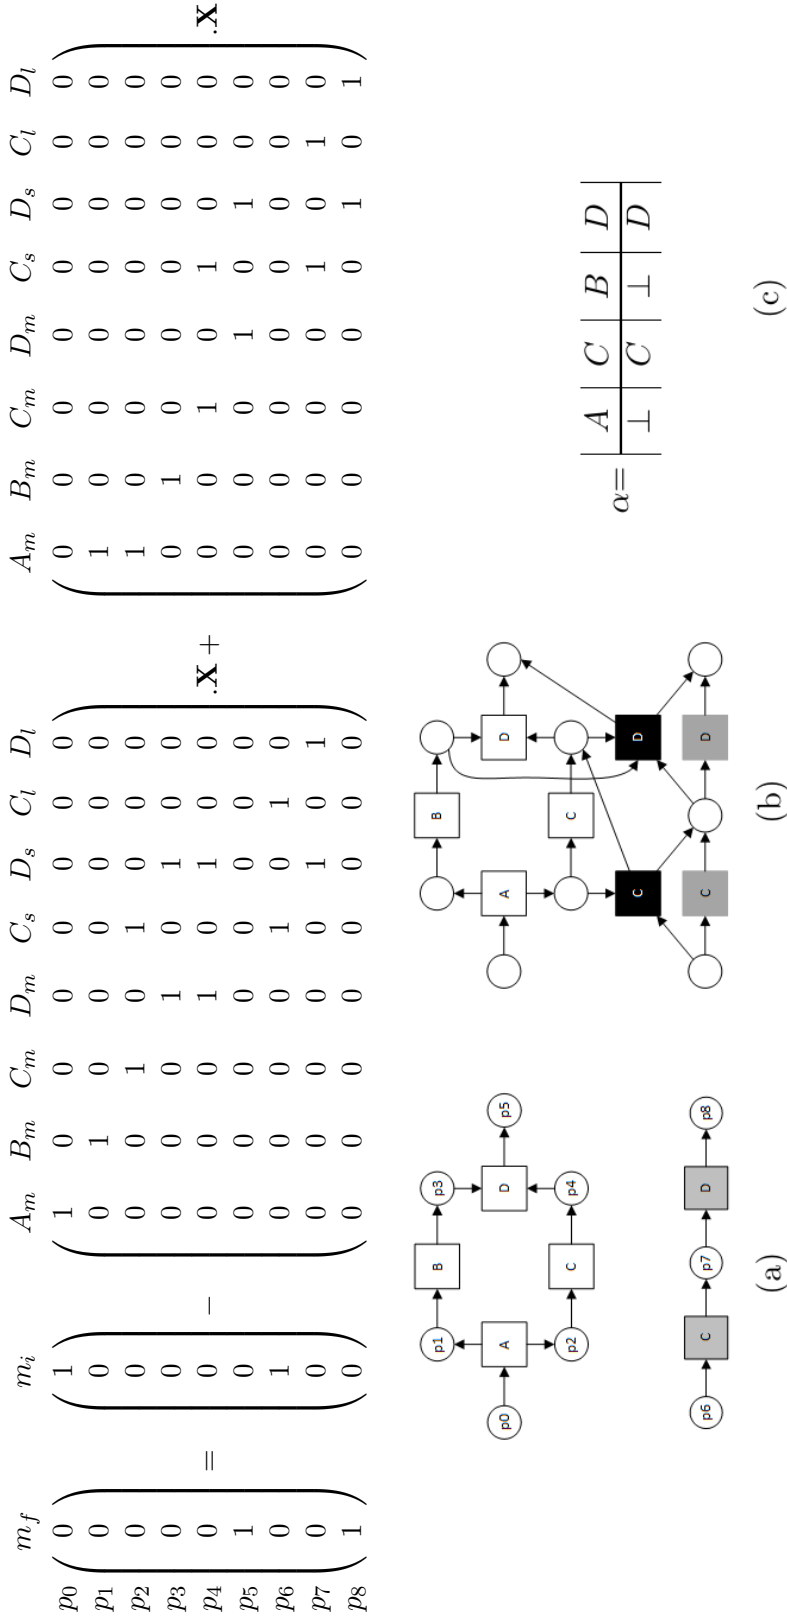 m_f m_i A_m B_m C_m D_m C_s D_s C_l D_l A_m B_m C_m D_m C_s D_s C_l D_l
p_0 0 1 1 0 0 0 0 0 0 0 0 0 0 0 0 0 0 0
p_1 0 0 0 1 0 0 0 0 0 0 1 0 0 0 0 0 0 0
p_2 0 0 0 0 1 0 1 0 0 0 1 0 0 0 0 0 0 0
p_3 0 0 0 0 0 1 0 1 0 0 0 1 0 0 0 0 0 0
p_4 0 = 0 − 0 0 0 1 0 1 0 0 .X + 0 0 1 0 1 0 0 0 .X
p_5 1 0 0 0 0 0 0 0 0 0 0 0 0 1 0 1 0 0
p_6 0 1 0 0 0 0 1 0 1 0 0 0 0 0 0 0 0 0
p_7 0 0 0 0 0 0 0 1 0 1 0 0 0 0 1 0 1 0
p_8 1 0 0 0 0 0 0 0 0 0 0 0 0 0 0 1 0 1
p1 B p3
p0 A D p5
p2 C p4
p6 C p7 D p8
(a)
B
A D
C
C D
C D
(b)
α= A C B D
⊥ C ⊥ D
(c)